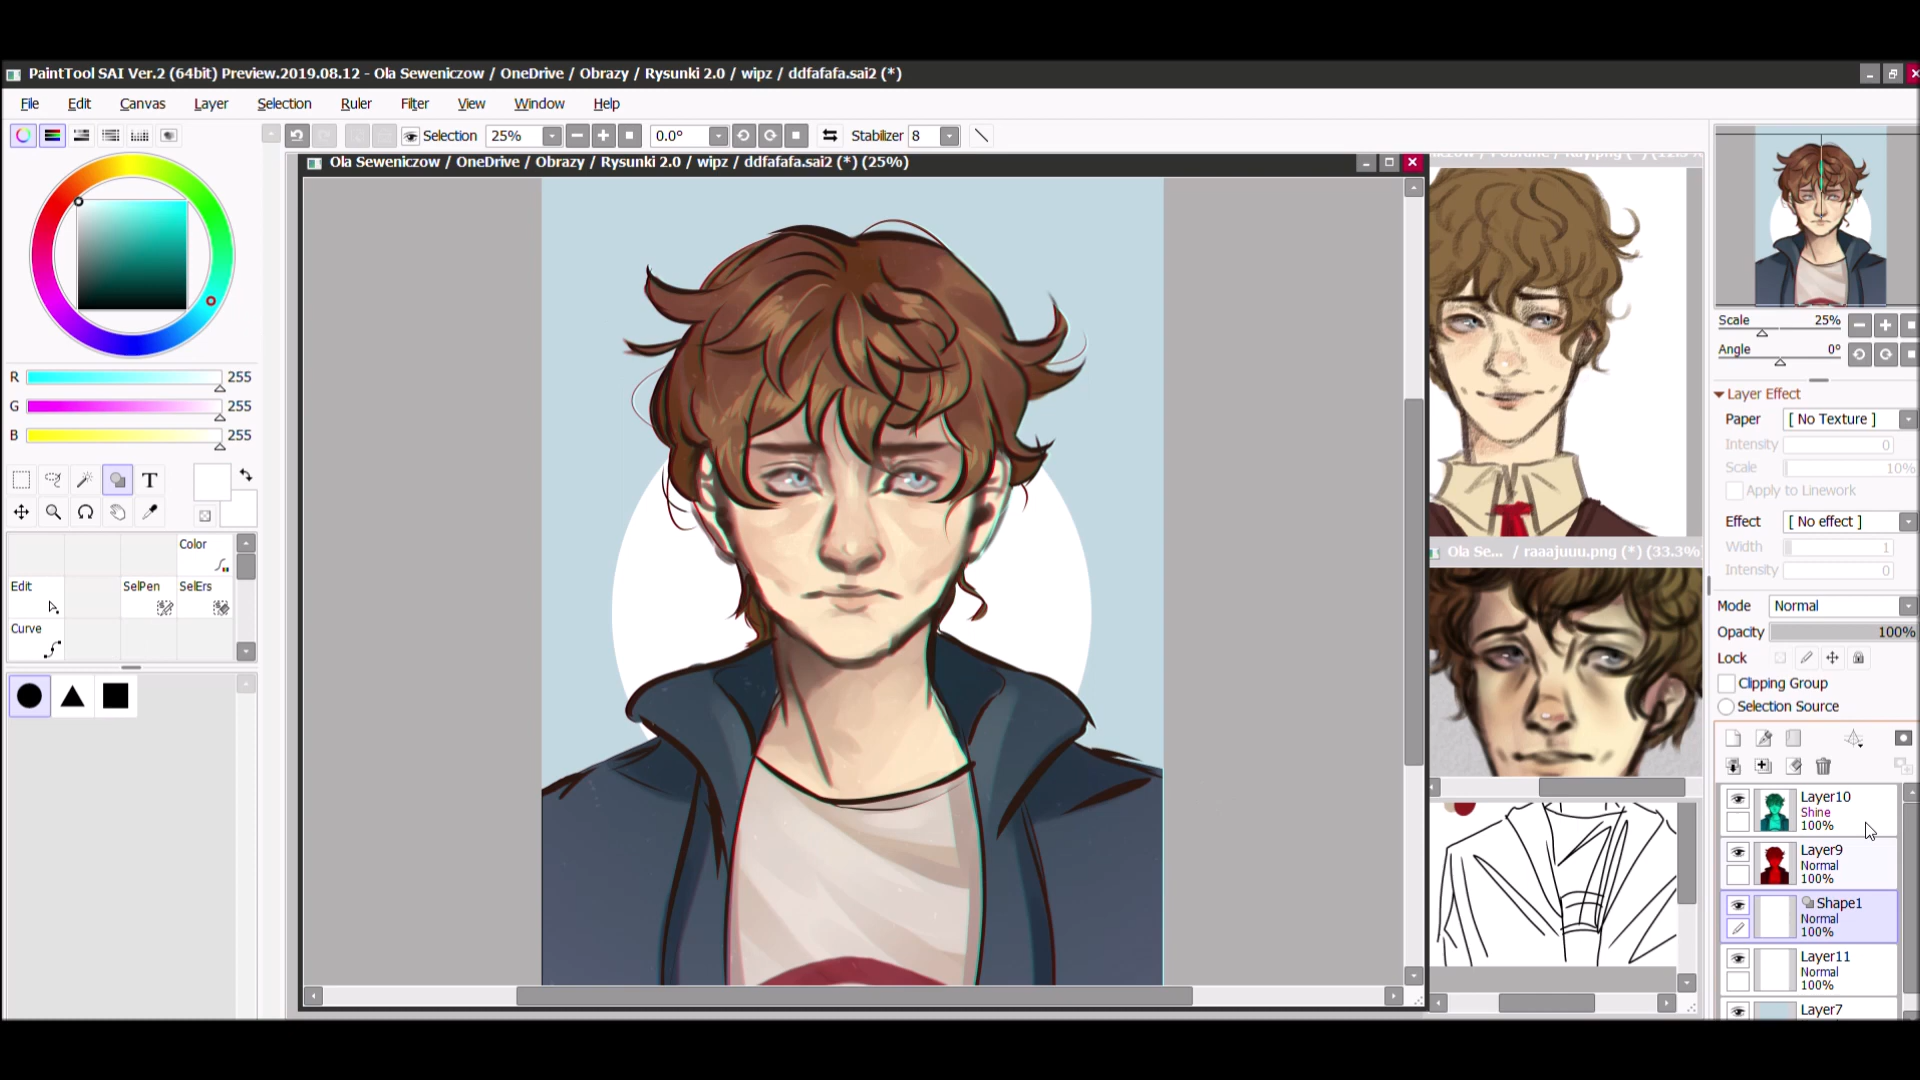 PaintTool SAI Ver.2 (64bit) Preview.2019.08.12 - Ola Seweniczow / OneDrive / Obrazy / Rysunki 2.0 / wipz / ddfafafa.sai2 (*)
File Edit Canvas Layer Selection Ruler Filter View Window Help
Selection 25% 0.0° Stabilizer 8
Ola Seweniczow / OneDrive / Obrazy / Rysunki 2.0 / wipz / ddfafafa.sai2 (*) (25%)
R 255
G 255
B 255
T
Color
Edit SelPen SelErs
Curve
Ola Se... / raaajuuu.png (*) (33.3%
Scale 25%
Angle 0°
Layer Effect
Paper [ No Texture ]
Intensity 0
Scale 10%
Apply to Linework
Effect [ No effect ]
Width 1
Intensity 0
Mode Normal
Opacity 100%
Lock
Clipping Group
Selection Source
Layer10
Shine
100%
Layer9
Normal
100%
Shape1
Normal
100%
Layer11
Normal
100%
Layer7